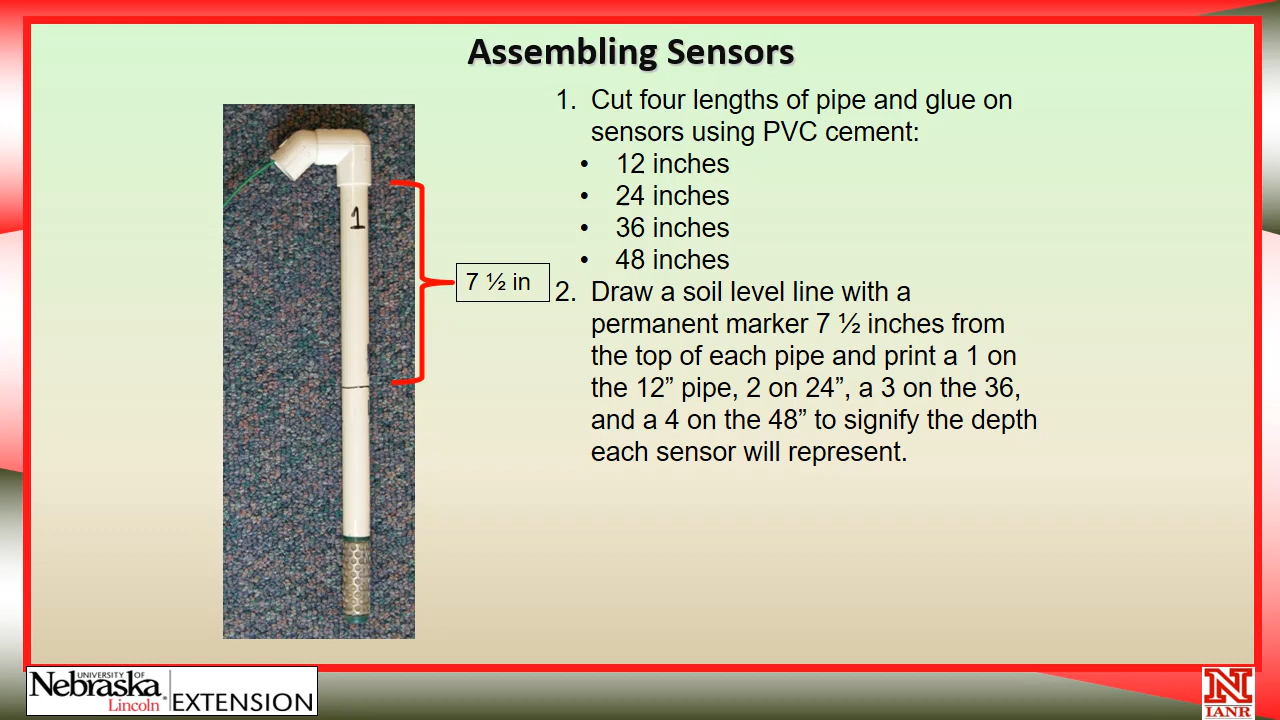 Assembling Sensors
1. Cut four lengths of pipe and glue on
sensors using PVC cement:
• 12 inches
• 24 inches
• 36 inches
• 48 inches
2. Draw a soil level line with a
permanent marker 7 ½ inches from
the top of each pipe and print a 1 on
the 12” pipe, 2 on 24”, a 3 on the 36,
and a 4 on the 48” to signify the depth
each sensor will represent.
1
7 ½ in
UNIVERSITY OF
Nebraska
Lincoln
EXTENSION
N
IANR